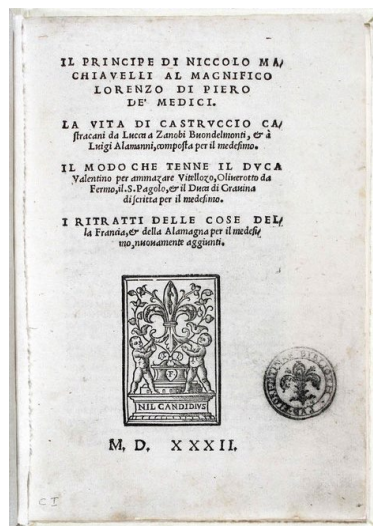 IL PRINCIPE DI NICCOLO MA/
CHIAVELLI AL MAGNIFICO
LORENZO DI PIERO
DE' MEDICI.
LA VITA DI CASTRVCCIO CA/
stracani da Lucca a Zanobi Buondelmonti, & à
Luigi Alamanni, composta per il medesimo.
IL MODO CHE TENNE IL DVCA
Valentino per ammazare Vitellozo, Oliuerotto da
Fermo, il. S. Pagolo, & il Duca di Grauina
discritta per il medesimo.
I RITRATTI DELLE COSE DEL/
la Francia, & della Alamagna per il medesi/
mo, nuouamente aggiunti.
F
NIL CANDIDIVS
M. D. XXXII.
C I